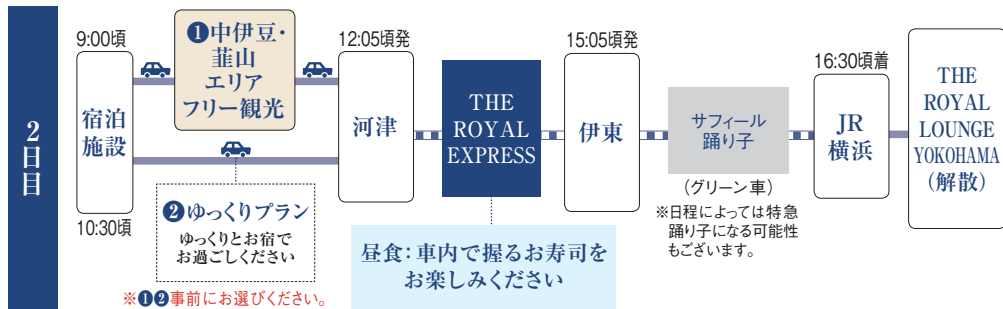 2日目
9:00頃
宿泊
施設
10:30頃
❶中伊豆・
韮山
エリア
フリー観光
❷ゆっくりプラン
ゆっくりとお宿で
お過ごしください
※❶❷事前にお選びください。
12:05頃発
河津
THE
ROYAL
EXPRESS
昼食：車内で握るお寿司を
お楽しみください
15:05頃発
伊東
サフィール
踊り子
(グリーン車)
※日程によっては特急
踊り子になる可能性
もございます。
16:30頃着
JR
横浜
THE
ROYAL
LOUNGE
YOKOHAMA
(解散)